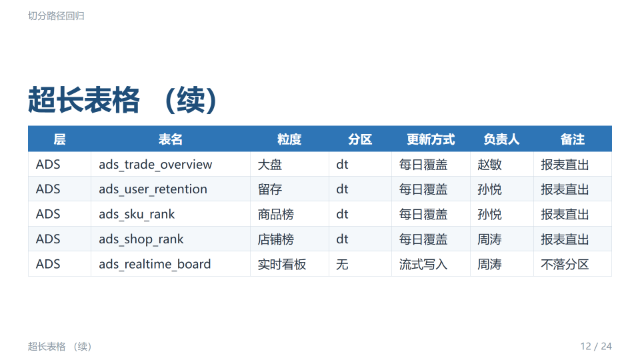 切分路径回归
超长表格 （续）
层 表名 粒度 分区 更新方式 负责人 备注
ADS ads_trade_overview 大盘 dt 每日覆盖 赵敏 报表直出
ADS ads_user_retention 留存 dt 每日覆盖 孙悦 报表直出
ADS ads_sku_rank 商品榜 dt 每日覆盖 孙悦 报表直出
ADS ads_shop_rank 店铺榜 dt 每日覆盖 周涛 报表直出
ADS ads_realtime_board 实时看板 无 流式写入 周涛 不落分区
超长表格 （续） 12 / 24